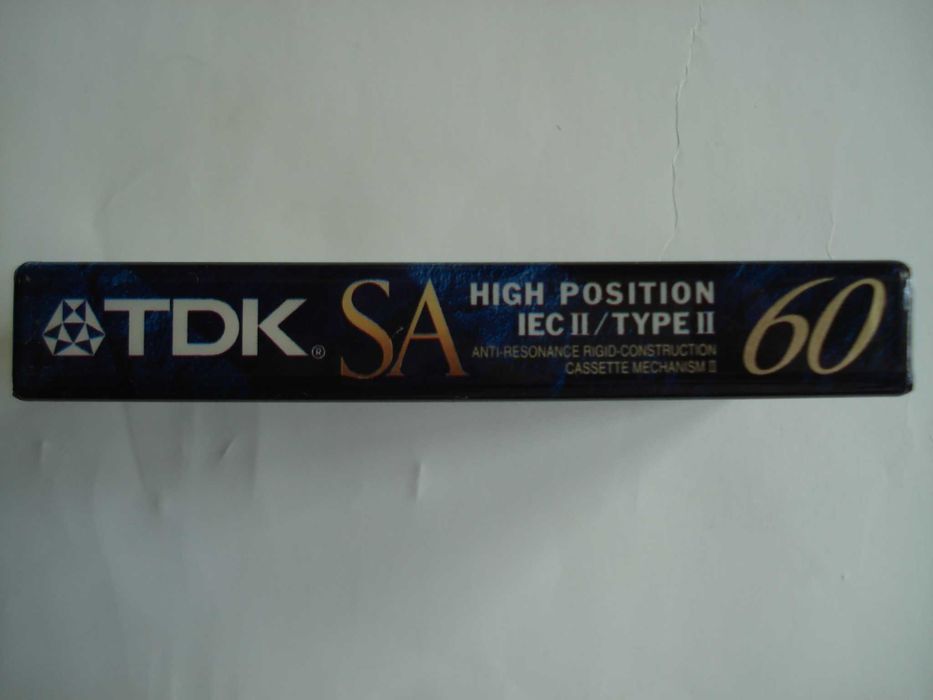 TDK® SA
HIGH POSITION
IEC II/TYPE II
ANTI-RESONANCE RIGID-CONSTRUCTION
CASSETTE MECHANISM II
60